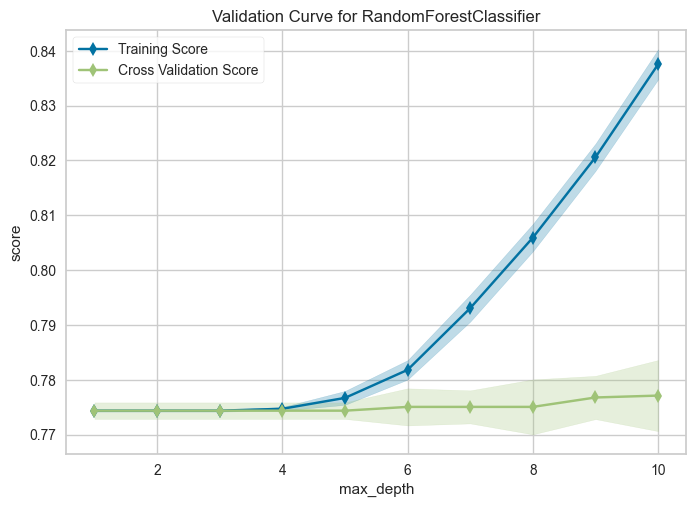 Validation Curve for RandomForestClassifier
Training Score
Cross Validation Score
0.84
0.83
0.82
0.81
0.80
0.79
0.78
0.77
score
2
4
6
8
10
max_depth